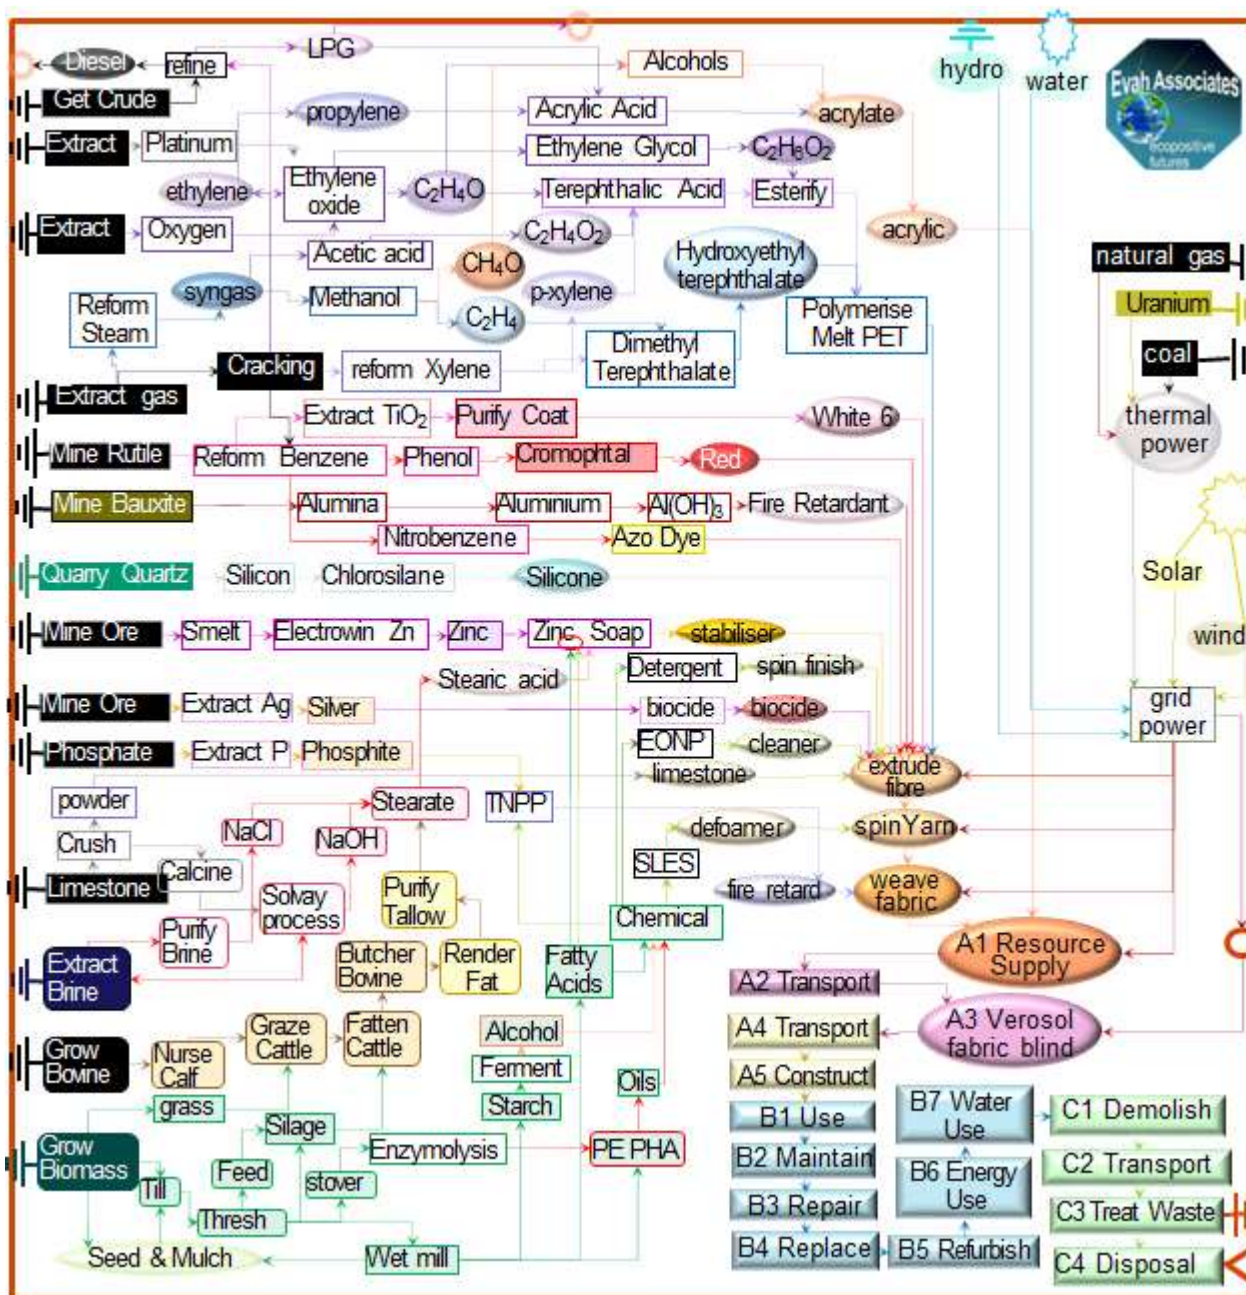 LPG
hydro
water
Evah Associates
ecopositive
futures
Diesel
refine
Alcohols
Get Crude
propylene
Acrylic Acid
acrylate
Extract
Platinum
Ethylene Glycol
C₂H₆O₂
ethylene
Ethylene
oxide
C₂H₄O
Terephthalic Acid
Esterify
Extract
Oxygen
C₂H₄O₂
acrylic
Acetic acid
CH₄O
Hydroxyethyl
terephthalate
natural gas
syngas
Methanol
p-xylene
Uranium
Reform
Steam
C₂H₄
Polymerise
Melt PET
Dimethyl
Terephthalate
coal
Cracking
reform Xylene
Extract gas
Extract TiO₂
Purify Coat
White 6
thermal
power
Mine Rutile
Reform Benzene
Phenol
Cromophtal
Red
Mine Bauxite
Alumina
Aluminium
Al(OH)₃
Fire Retardant
Nitrobenzene
Azo Dye
Quarry Quartz
Silicon
Chlorosilane
Silicone
Solar
Mine Ore
Smelt
Electrowin Zn
Zinc
Zinc Soap
stabiliser
wind
Stearic acid
Detergent
spin finish
Mine Ore
Extract Ag
Silver
biocide
biocide
grid
power
Phosphate
Extract P
Phosphite
EONP
cleaner
extrude
fibre
limestone
powder
Stearate
TNPP
NaCl
NaOH
defoamer
spin Yarn
Crush
Calcine
SLES
Limestone
Solvay
process
Purify
Tallow
fire retard
weave
fabric
Purify
Brine
Chemical
A1 Resource
Supply
Extract
Brine
Butcher
Bovine
Render
Fat
Fatty
Acids
A2 Transport
Graze
Cattle
Fatten
Cattle
Alcohol
A4 Transport
A3 Verosol
fabric blind
Grow
Bovine
Nurse
Calf
Ferment
Oils
A5 Construct
grass
Starch
B1 Use
B7 Water
Use
C1 Demolish
Silage
Grow
Biomass
Enzymolysis
PE PHA
B2 Maintain
B6 Energy
Use
C2 Transport
Till
Feed
stover
B3 Repair
C3 Treat Waste
Thresh
B4 Replace
B5 Refurbish
C4 Disposal
Seed & Mulch
Wet mill